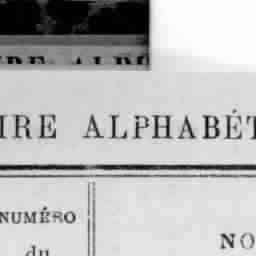 IRE ALPHABÉT
NUMÉRO
du
NO